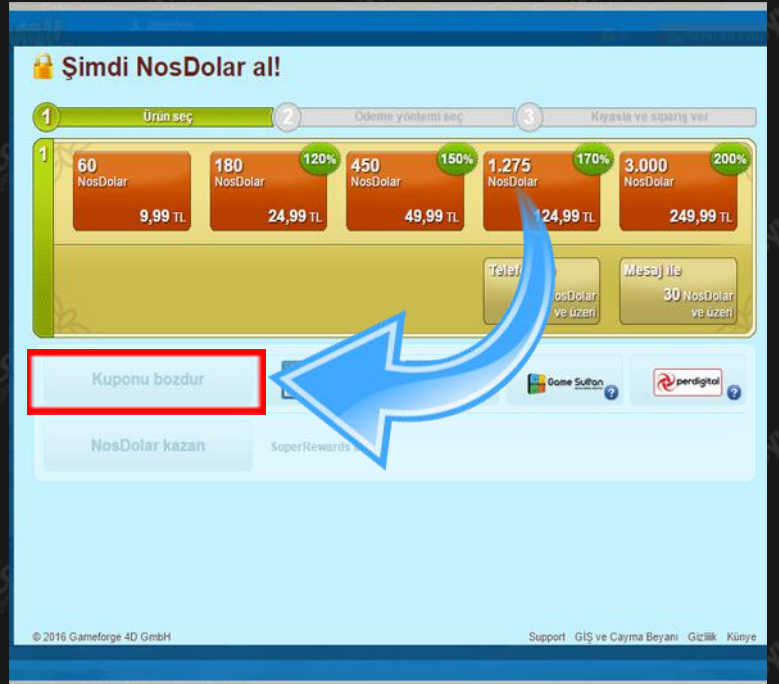 Şimdi NosDolar al!
1 Ürün seç 2 Ödeme yöntemi seç 3 Kıyasla ve sipariş ver
1
60 NosDolar 9,99 TL
180 NosDolar 120% 24,99 TL
450 NosDolar 150% 49,99 TL
1.275 NosDolar 170% 124,99 TL
3.000 NosDolar 200% 249,99 TL
NosDolar
ve üzeri
Mesaj ile
30 NosDolar
ve üzeri
Kuponu bozdur
Game Sultan ?
perdigital ?
NosDolar kazan
SuperRewards
© 2016 Gameforge 4D GmbH
Support GİŞ ve Cayma Beyanı Gizlilik Künye